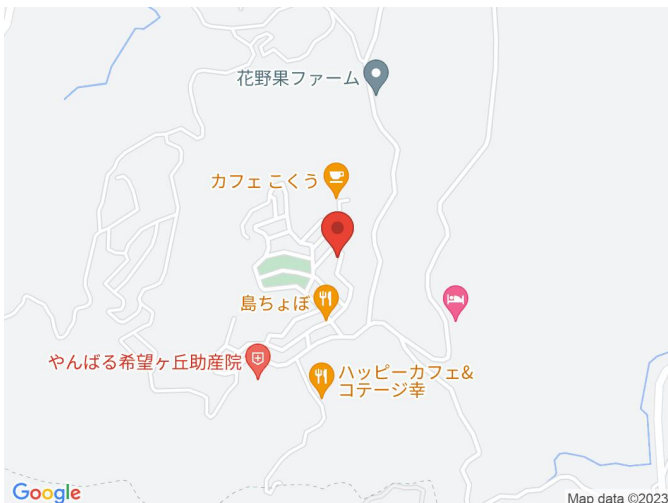 花野果ファーム
カフェ こくう
島ちょぼ
やんばる希望ヶ丘助産院
ハッピーカフェ&
コテージ幸
Google
Map data ©2023